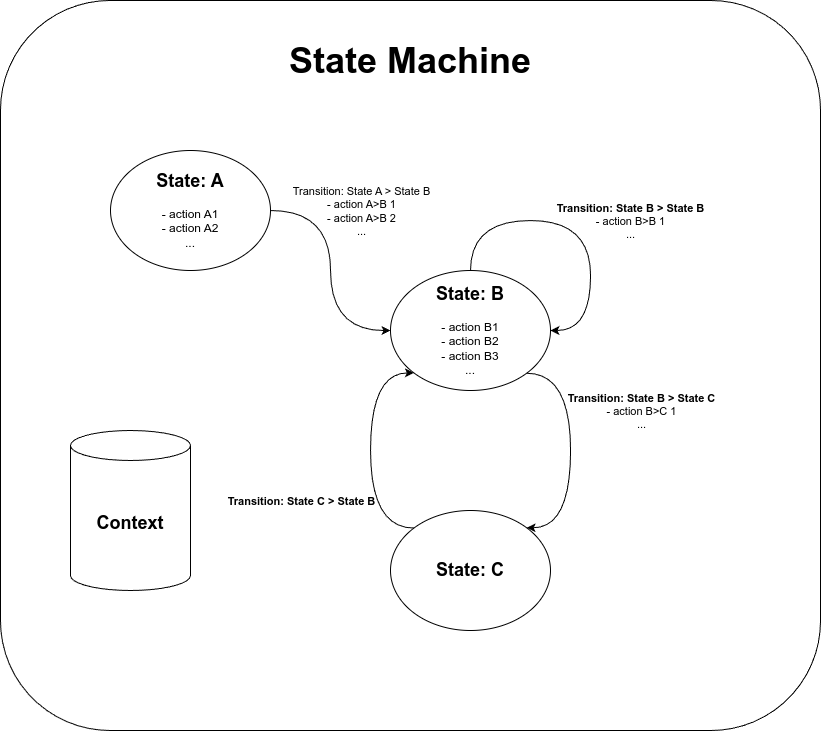 State Machine
State: A
- action A1
- action A2
...
Transition: State A > State B
- action A>B 1
- action A>B 2
...
Transition: State B > State B
- action B>B 1
...
State: B
- action B1
- action B2
- action B3
...
Transition: State B > State C
- action B>C 1
...
Transition: State C > State B
Context
State: C